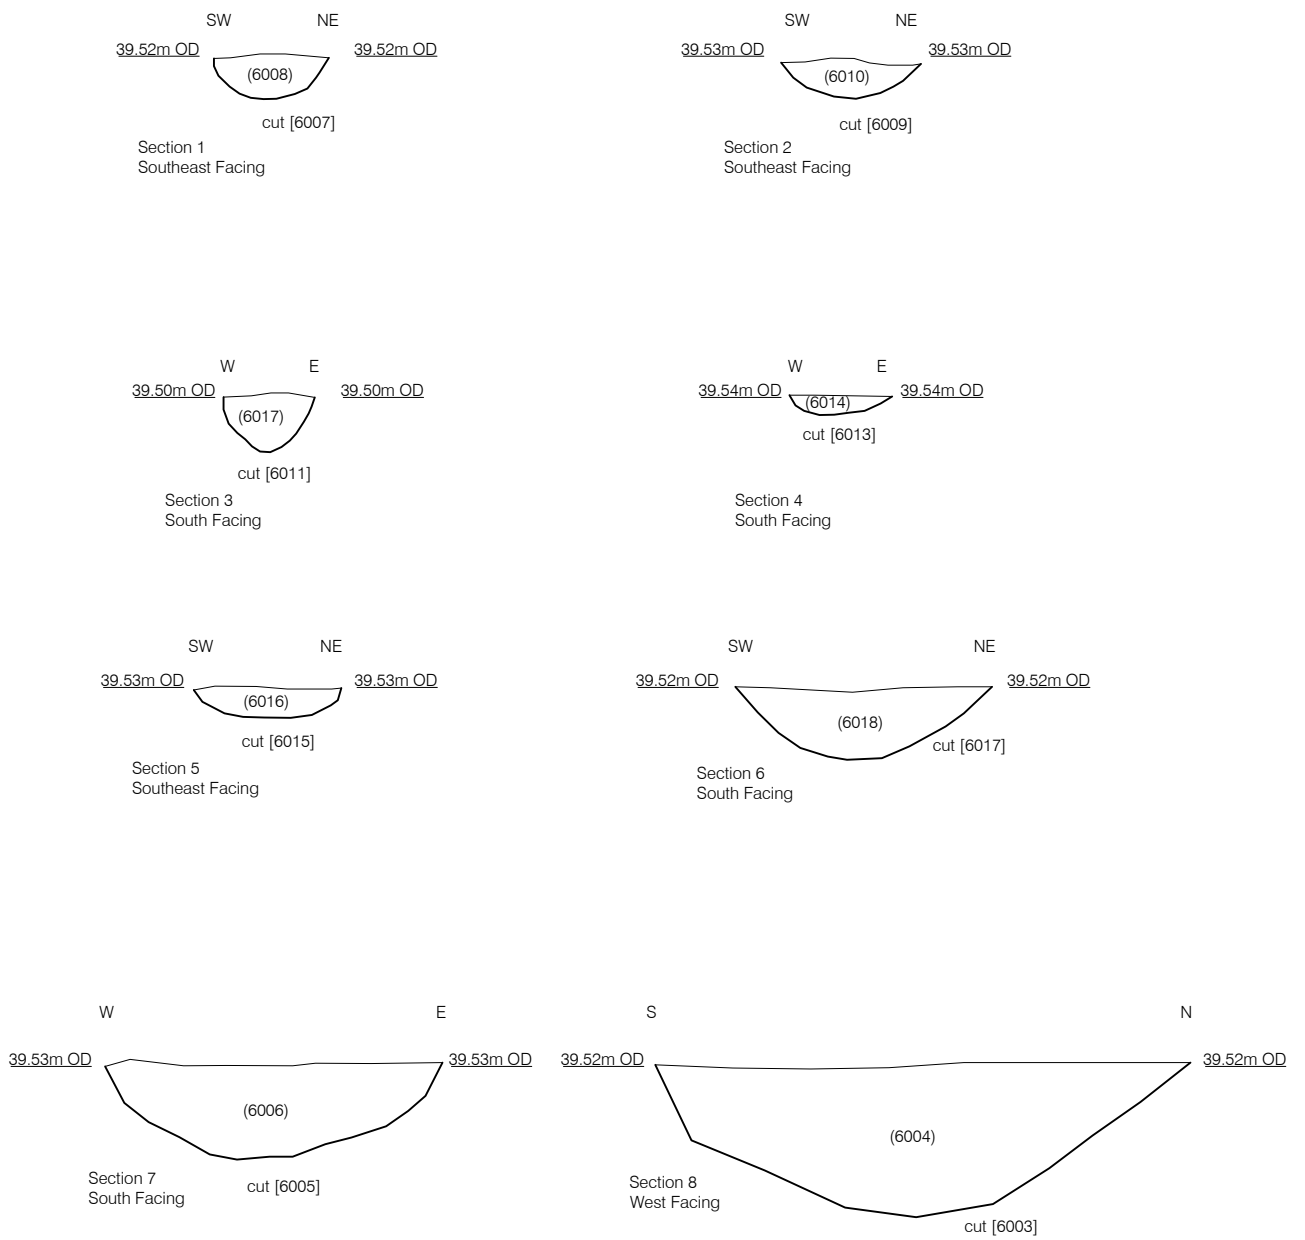 SW NE
39.52m OD 39.52m OD
(6008)
cut [6007]
Section 1
Southeast Facing
SW NE
39.53m OD 39.53m OD
(6010)
cut [6009]
Section 2
Southeast Facing
W E
39.50m OD 39.50m OD
(6017)
cut [6011]
Section 3
South Facing
W E
39.54m OD 39.54m OD
(6014)
cut [6013]
Section 4
South Facing
SW NE
39.53m OD 39.53m OD
(6016)
cut [6015]
Section 5
Southeast Facing
SW NE
39.52m OD 39.52m OD
(6018)
cut [6017]
Section 6
South Facing
W E
39.53m OD 39.53m OD
(6006)
Section 7
South Facing
cut [6005]
S N
39.52m OD 39.52m OD
(6004)
Section 8
West Facing
cut [6003]